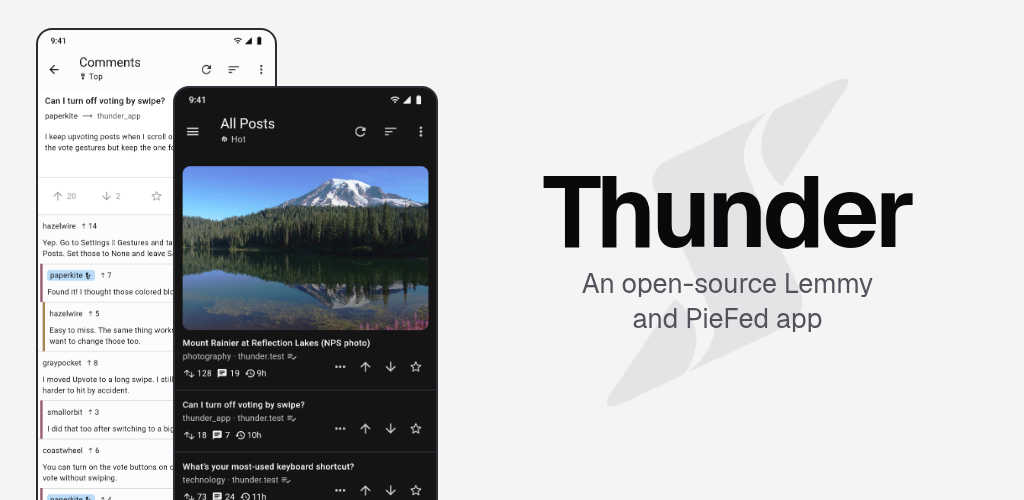 9:41
Comments
Top
Can I turn off voting by swipe?
paperkite → thunder_app
I keep upvoting posts when I scroll
the vote gestures but keep the one
20 2
hazelwire ↑ 14
Yep. Go to Settings Gestures and
Posts. Set those to None and leave
paperkite ↑ 7
Found it! I thought those colored
hazelwire ↑ 5
Easy to miss. The same thing works
want to change those too.
graypocket ↑ 8
I moved Upvote to a long swipe. I
harder to hit by accident.
smallorbit ↑ 3
I did that too after switching to a
coastwheel ↑ 6
You can turn on the vote buttons on
vote without swiping.
paperkite ↑ 4
9:41
All Posts
Hot
Mount Rainier at Reflection Lakes (NPS photo)
photography · thunder.test
128 19 9h
Can I turn off voting by swipe?
thunder_app · thunder.test
18 7 10h
What's your most-used keyboard shortcut?
technology · thunder.test
73 24 11h
Thunder
An open-source Lemmy
and PieFed app